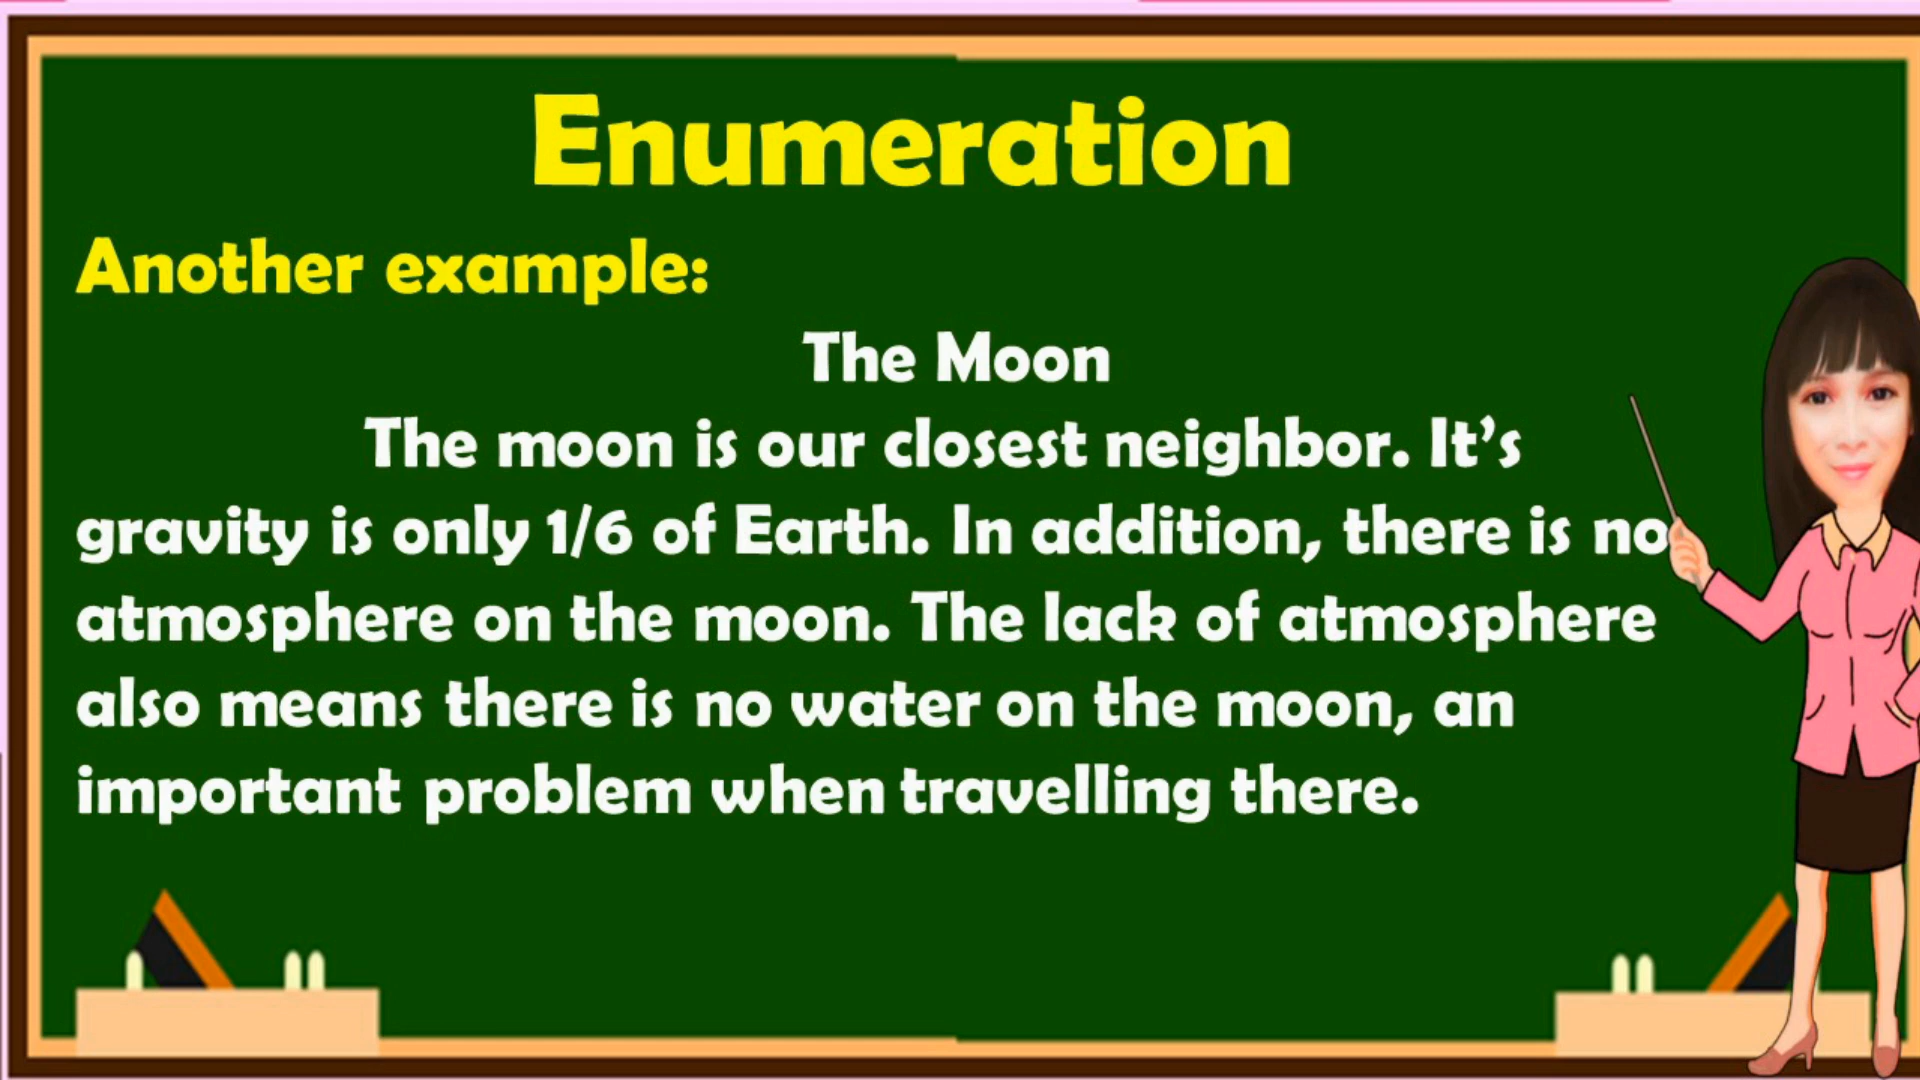 Enumeration
Another example:
The Moon
The moon is our closest neighbor. It’s
gravity is only 1/6 of Earth. In addition, there is no
atmosphere on the moon. The lack of atmosphere
also means there is no water on the moon, an
important problem when travelling there.